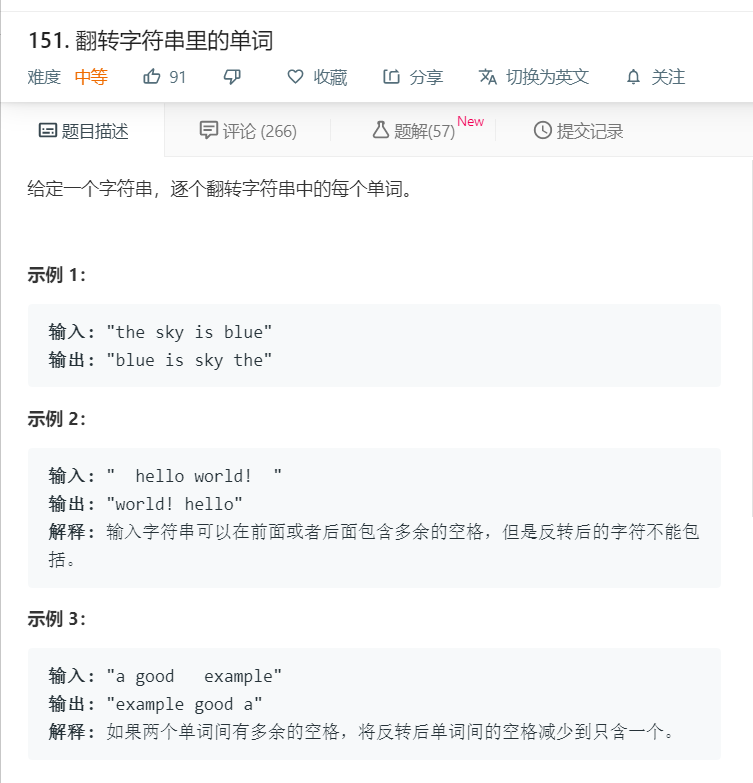 151. 翻转字符串里的单词
难度 中等 91 收藏 分享 切换为英文 关注
题目描述 评论 (266) 题解(57) New 提交记录
给定一个字符串，逐个翻转字符串中的每个单词。
示例 1：
输入: "the sky is blue"
输出: "blue is sky the"
示例 2：
输入: "  hello world!  "
输出: "world! hello"
解释: 输入字符串可以在前面或者后面包含多余的空格，但是反转后的字符不能包
括。
示例 3：
输入: "a good   example"
输出: "example good a"
解释: 如果两个单词间有多余的空格，将反转后单词间的空格减少到只含一个。